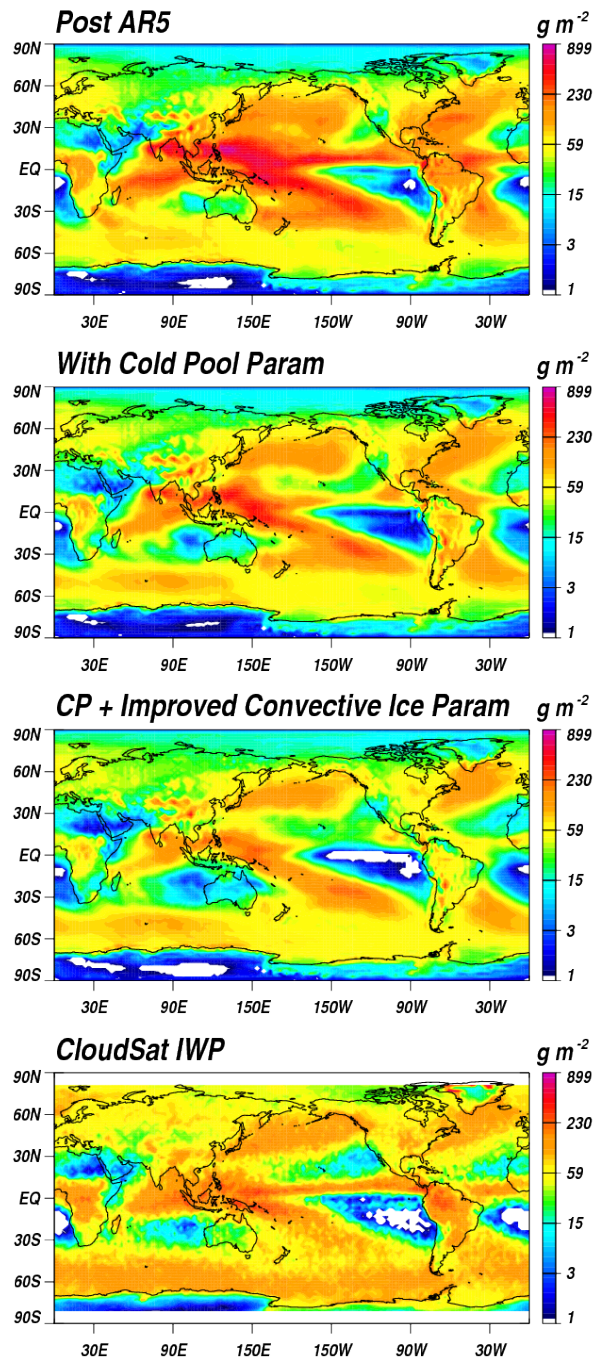 Post AR5
g m-2
90N
60N
30N
EQ
30S
60S
90S
30E 90E 150E 150W 90W 30W
899
230
59
15
3
1
With Cold Pool Param
g m-2
90N
60N
30N
EQ
30S
60S
90S
30E 90E 150E 150W 90W 30W
899
230
59
15
3
1
CP + Improved Convective Ice Param
g m-2
90N
60N
30N
EQ
30S
60S
90S
30E 90E 150E 150W 90W 30W
899
230
59
15
3
1
CloudSat IWP
g m-2
90N
60N
30N
EQ
30S
60S
90S
30E 90E 150E 150W 90W 30W
899
230
59
15
3
1